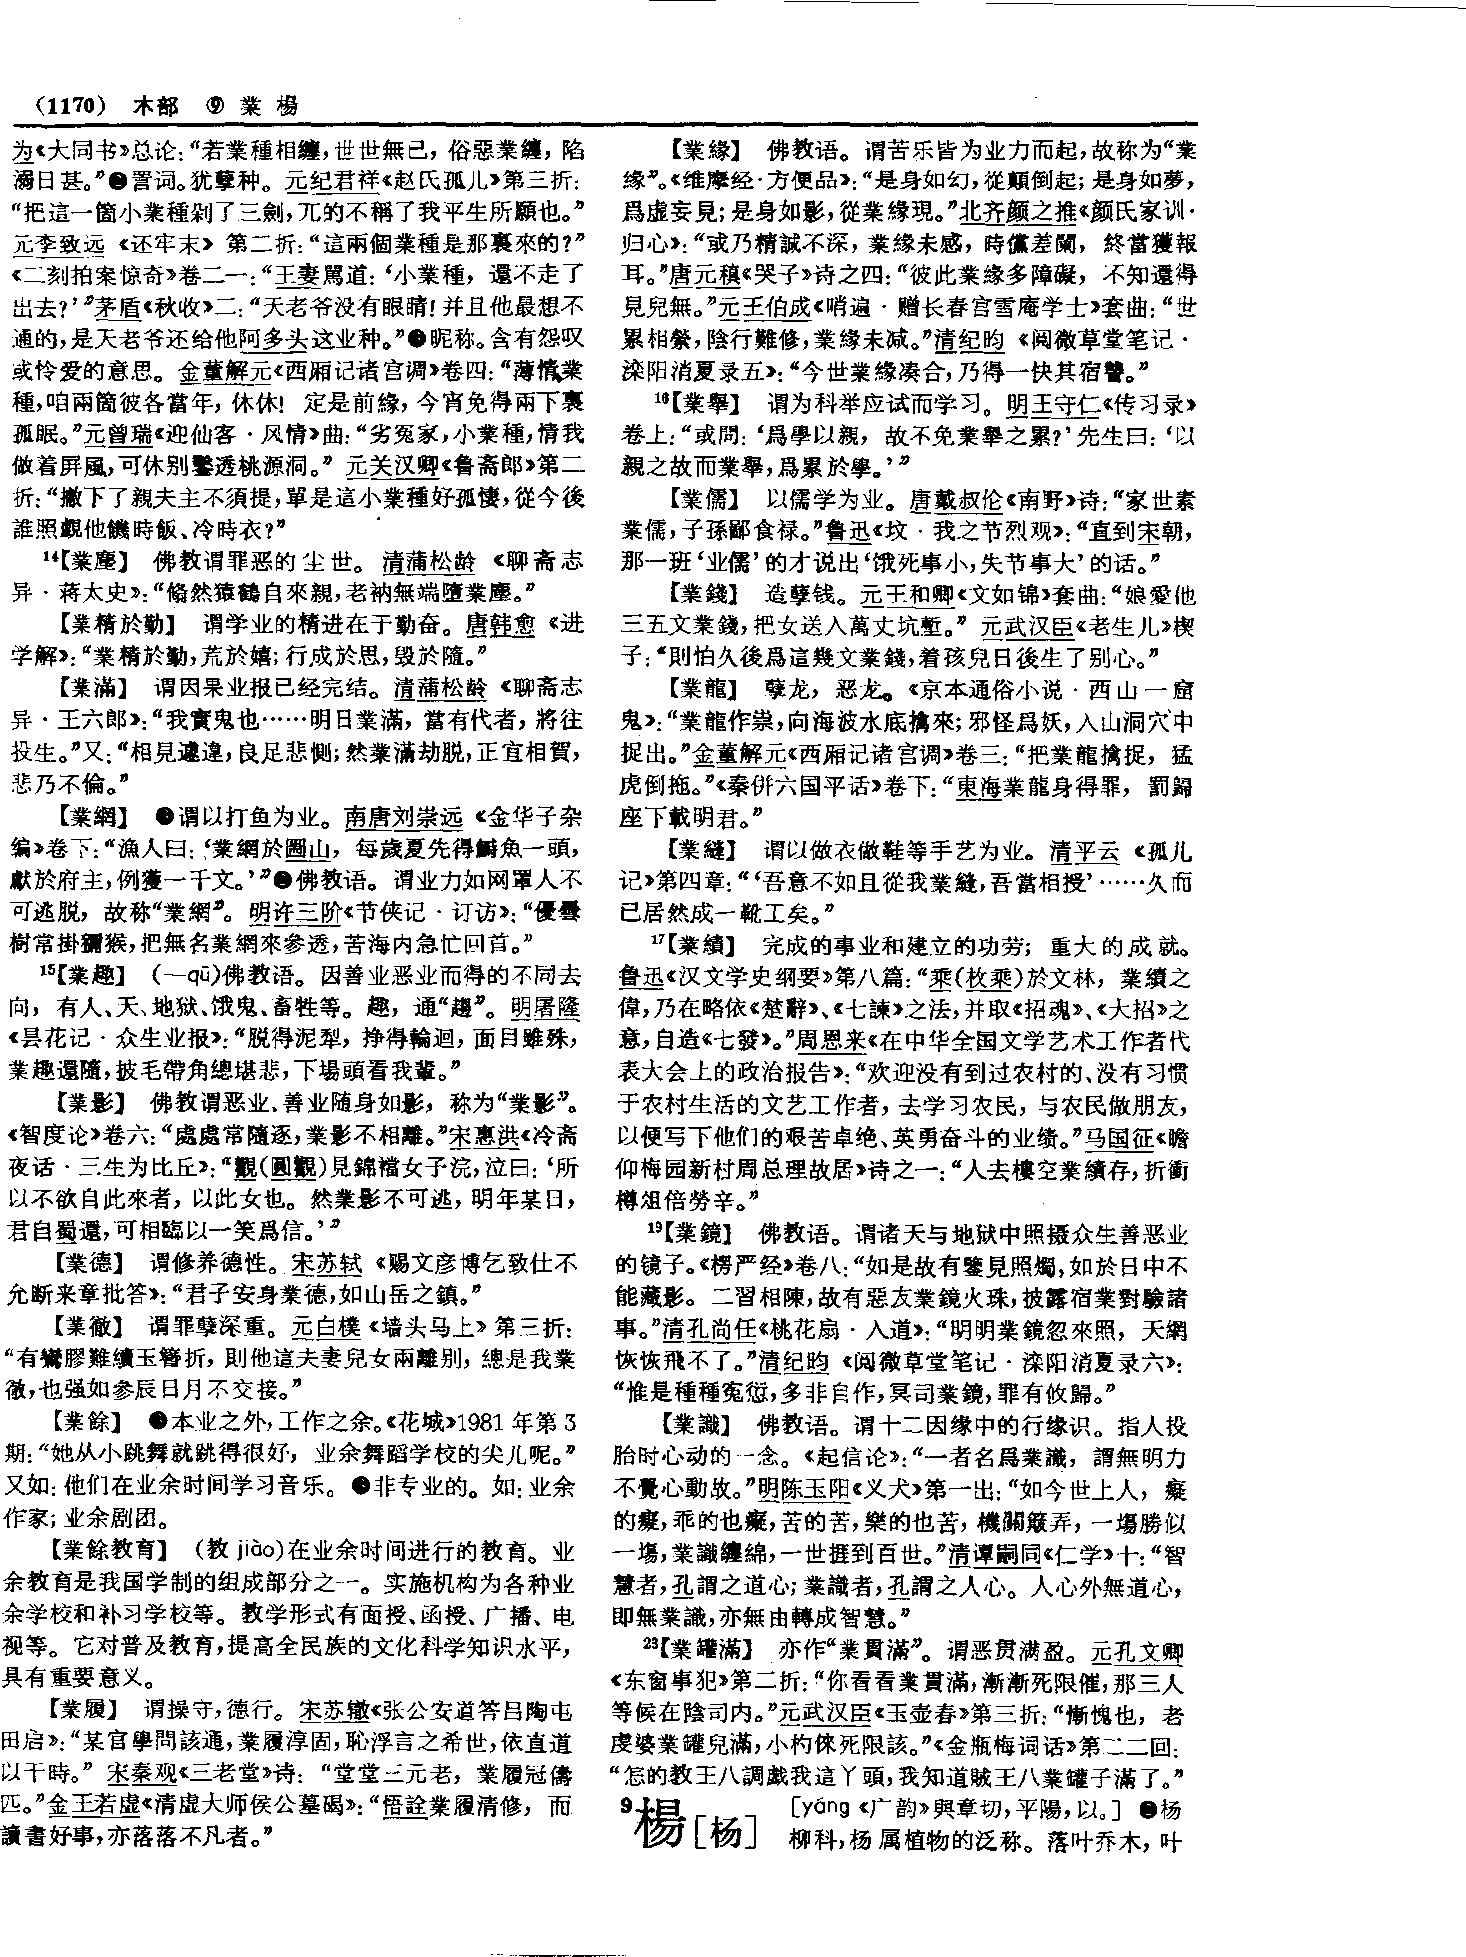 （1170） 木部 ⑨ 業 楊
为《大同书》总论：“若業種相纏，世世無已，俗惡業纏，陷
溺日甚。”❷詈词。犹孽种。元纪君祥《赵氏孤儿》第三折：
“把這一箇小業種剁了三劍，兀的不稱了我平生所願也。”
元李致远《还牢末》第二折：“這兩個業種是那裏來的？”
《二刻拍案惊奇》卷二一：“王妻駡道：‘小業種，還不走了
出去？’”茅盾《秋收》二：“天老爷没有眼睛！并且他最想不
通的，是天老爷还给他阿多头这业种。”❸昵称。含有怨叹
或怜爱的意思。金董解元《西厢记诸宫调》卷四：“薄情業
種，咱兩箇彼各當年，休休！ 定是前緣，今宵免得兩下裏
孤眠。”元曾瑞《迎仙客·风情》曲：“劣冤家，小業種，情我
做着屏風，可休别鑿透桃源洞。”元关汉卿《鲁斋郎》第二
折：“撇下了親夫主不須提，單是這小業種好孤悽，從今後
誰照覷他饑時飯、冷時衣？”
14【業塵】 佛教谓罪恶的尘世。清蒲松龄《聊斋志
异·蒋太史》：“翛然猿鶴自來親，老衲無端墮業塵。”
【業精於勤】 谓学业的精进在于勤奋。唐韩愈《进
学解》：“業精於勤，荒於嬉；行成於思，毁於隨。”
【業滿】 谓因果业报已经完结。清蒲松龄《聊斋志
异·王六郎》：“我實鬼也……明日業滿，當有代者，將往
投生。”又：“相見遽違，良足悲惻；然業滿劫脱，正宜相賀，
悲乃不倫。”
【業網】 ❶谓以打鱼为业。南唐刘崇远《金华子杂
编》卷下：“漁人曰：‘業網於圌山，每歲夏先得鰣魚一頭，
獻於府主，例獲一千文。’”❷佛教语。谓业力如网罩人不
可逃脱，故称“業網”。明许三阶《节侠记·订访》：“優曇
樹常掛獼猴，把無名業網來參透，苦海内急忙回首。”
15【業趣】 （—qū）佛教语。因善业恶业而得的不同去
向，有人、天、地狱、饿鬼、畜牲等。趣，通“趨”。明屠隆
《昙花记·众生业报》：“脱得泥犁，挣得輪迴，面目雖殊，
業趣還隨，披毛帶角總堪悲，下場頭看我輩。”
【業影】 佛教谓恶业、善业随身如影，称为“業影”。
《智度论》卷六：“處處常隨逐，業影不相離。”宋惠洪《冷斋
夜话·三生为比丘》：“觀（圓觀）見錦襠女子浣，泣曰：‘所
以不欲自此來者，以此女也。然業影不可逃，明年某日，
君自蜀還，可相臨以一笑爲信。’”
【業德】 谓修养德性。宋苏轼《赐文彦博乞致仕不
允断来章批答》：“君子安身業德，如山岳之鎮。”
【業徹】 谓罪孽深重。元白樸《墙头马上》第三折：
“有鸞膠難續玉簪折，則他這夫妻兒女兩離别，總是我業
徹，也强如參辰日月不交接。”
【業餘】 ❶本业之外，工作之余。《花城》1981年第3
期：“她从小跳舞就跳得很好，业余舞蹈学校的尖儿呢。”
又如：他们在业余时间学习音乐。❷非专业的。如：业余
作家；业余剧团。
【業餘教育】 （教 jiào）在业余时间进行的教育。业
余教育是我国学制的组成部分之一。实施机构为各种业
余学校和补习学校等。教学形式有面授、函授、广播、电
视等。它对普及教育，提高全民族的文化科学知识水平，
具有重要意义。
【業履】 谓操守，德行。宋苏辙《张公安道答吕陶屯
田启》：“某官學問該通，業履淳固，恥浮言之希世，依直道
以干時。”宋秦观《三老堂》诗：“堂堂三元老，業履冠儔
匹。”金王若虚《清虚大师侯公墓碣》：“悟詮業履清修，而
讀書好事，亦落落不凡者。”
【業緣】 佛教语。谓苦乐皆为业力而起，故称为“業
缘”。《维摩经·方便品》：“是身如幻，從顛倒起；是身如夢，
爲虚妄見；是身如影，從業緣現。”北齐颜之推《颜氏家训·
归心》：“或乃精誠不深，業緣未感，時儻差闌，終當獲報
耳。”唐元稹《哭子》诗之四：“彼此業緣多障礙，不知還得
見兒無。”元王伯成《哨遍·赠长春宫雪庵学士》套曲：“世
累相縈，陰行難修，業緣未减。”清纪昀《阅微草堂笔记·
滦阳消夏录五》：“今世業緣凑合，乃得一快其宿讐。”
16【業舉】 谓为科举应试而学习。明王守仁《传习录》
卷上：“或問：‘爲學以親，故不免業舉之累？’先生曰：‘以
親之故而業舉，爲累於學。’”
【業儒】 以儒学为业。唐戴叔伦《南野》诗：“家世素
業儒，子孫鄙食禄。”鲁迅《坟·我之节烈观》：“直到宋朝，
那一班‘业儒’的才说出‘饿死事小，失节事大’的话。”
【業錢】 造孽钱。元王和卿《文如锦》套曲：“娘愛他
三五文業錢，把女送入萬丈坑塹。”元武汉臣《老生儿》楔
子：“則怕久後爲這幾文業錢，着孩兒日後生了别心。”
【業龍】 孽龙，恶龙。《京本通俗小说·西山一窟
鬼》：“業龍作祟，向海波水底擒來；邪怪爲妖，入山洞穴中
捉出。”金董解元《西厢记诸宫调》卷三：“把業龍擒捉，猛
虎倒拖。”《秦併六国平话》卷下：“東海業龍身得罪，罰歸
座下載明君。”
【業縫】 谓以做衣做鞋等手艺为业。清平云《孤儿
记》第四章：“‘吾意不如且從我業縫，吾當相授’……久而
已居然成一靴工矣。”
17【業績】 完成的事业和建立的功劳；重大的成就。
鲁迅《汉文学史纲要》第八篇：“乘（枚乘）於文林，業績之
偉，乃在略依《楚辭》、《七諫》之法，并取《招魂》、《大招》之
意，自造《七發》。”周恩来《在中华全国文学艺术工作者代
表大会上的政治报告》：“欢迎没有到过农村的、没有习惯
于农村生活的文艺工作者，去学习农民，与农民做朋友，
以便写下他们的艰苦卓绝、英勇奋斗的业绩。”马国征《瞻
仰梅园新村周总理故居》诗之一：“人去樓空業績存，折衝
樽俎倍勞辛。”
19【業鏡】 佛教语。谓诸天与地狱中照摄众生善恶业
的镜子。《楞严经》卷八：“如是故有鑒見照燭，如於日中不
能藏影。二習相陳，故有惡友業鏡火珠，披露宿業對驗諸
事。”清孔尚任《桃花扇·入道》：“明明業鏡忽來照，天網
恢恢飛不了。”清纪昀《阅微草堂笔记·滦阳消夏录六》：
“惟是種種寃愆，多非自作，冥司業鏡，罪有攸歸。”
【業識】 佛教语。谓十二因缘中的行缘识。指人投
胎时心动的一念。《起信论》：“一者名爲業識，謂無明力
不覺心動故。”明陈玉阳《义犬》第一出：“如今世上人，癡
的癡，乖的也癡，苦的苦，樂的也苦，機關簸弄，一塲勝似
一塲，業識纏綿，一世捱到百世。”清谭嗣同《仁学》十：“智
慧者，孔謂之道心；業識者，孔謂之人心。人心外無道心，
即無業識，亦無由轉成智慧。”
23【業罐滿】 亦作“業貫滿”。谓恶贯满盈。元孔文卿
《东窗事犯》第二折：“你看看業貫滿，漸漸死限催，那三人
等候在陰司内。”元武汉臣《玉壶春》第三折：“慚愧也，老
虔婆業罐兒滿，小杓倈死限該。”《金瓶梅词话》第二二回：
“怎的教王八調戲我這丫頭，我知道賊王八業罐子滿了。”
9楊［杨］ ［yáng《广韵》與章切，平陽，以。］ ❶杨
柳科，杨属植物的泛称。落叶乔木，叶